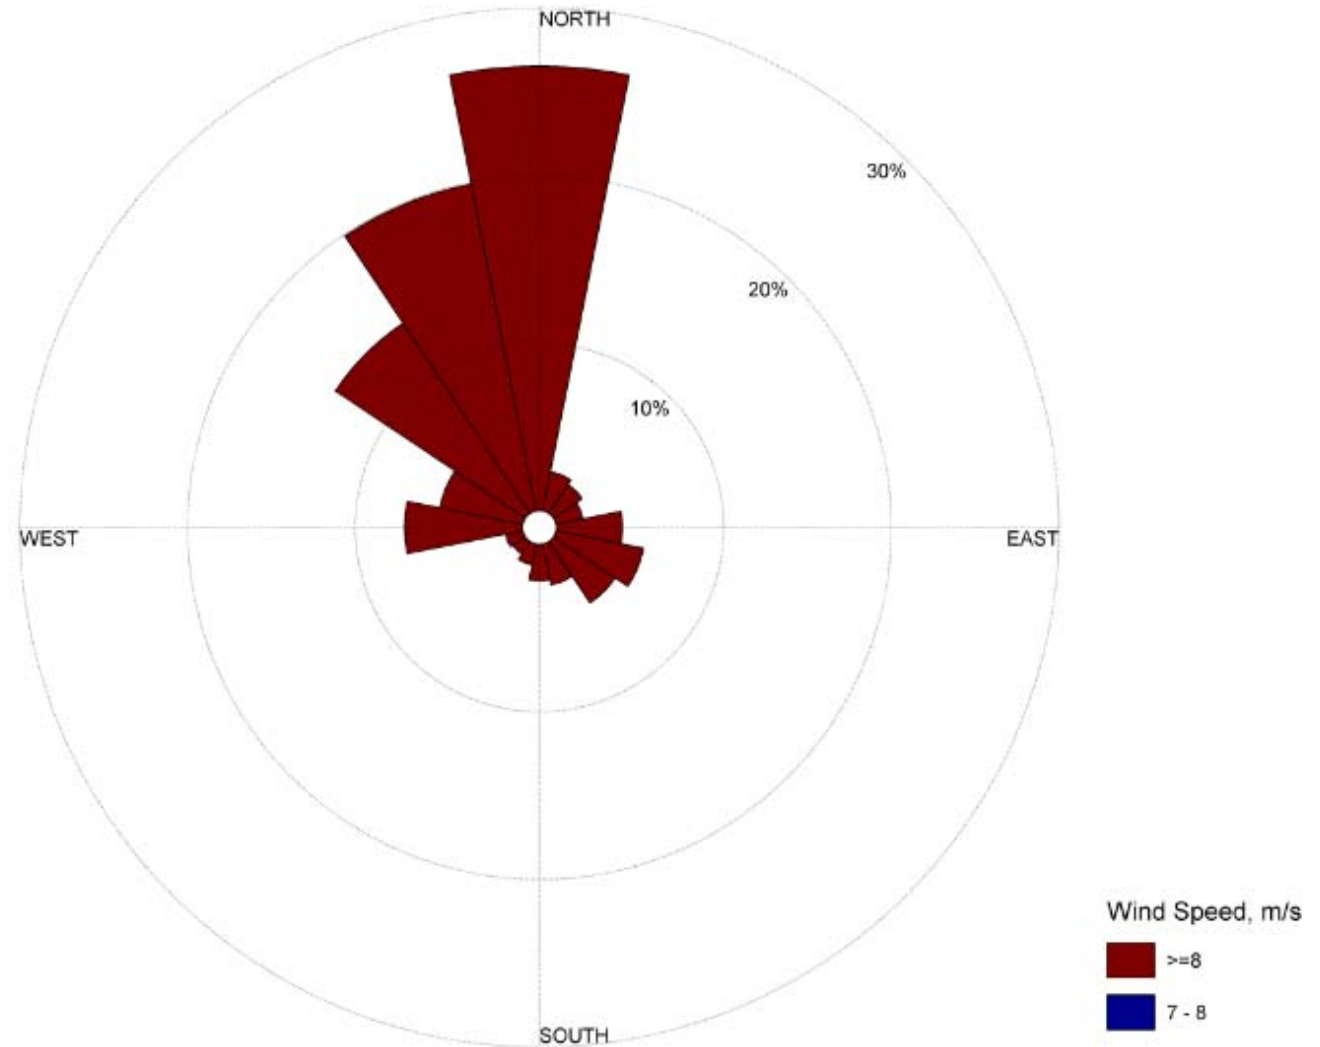 NORTH
30%
20%
10%
WEST
EAST
Wind Speed, m/s
>=8
7 - 8
SOUTH